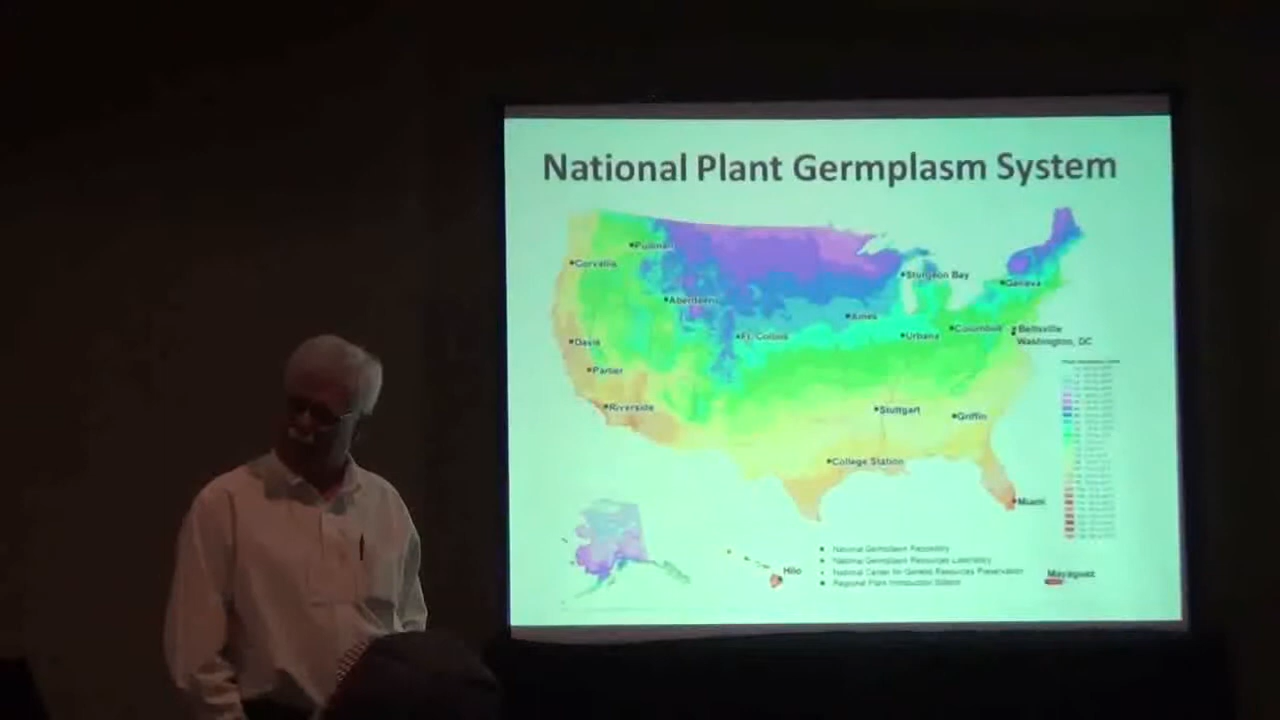 National Plant Germplasm System
Pullman
Corvallis
Sturgeon Bay
Geneva
Aberdeen
Ames
Ft. Collins
Urbana
Columbus
Beltsville
Washington, DC
Davis
Parlier
Riverside
Stuttgart
Griffin
College Station
Miami
National Germplasm Repository
National Germplasm Resources Laboratory
Hilo
National Center for Genetic Resources Preservation
Mayaguez
Regional Plant Introduction Station